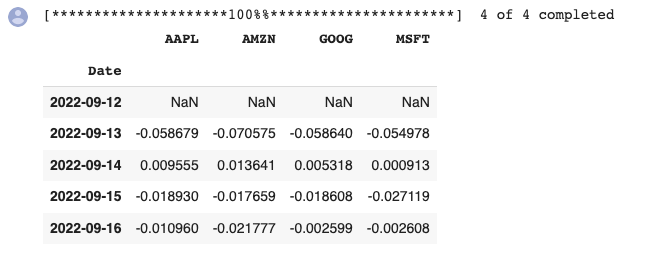 [*********************100%%**********************]  4 of 4 completed
AAPL AMZN GOOG MSFT
Date
2022-09-12 NaN NaN NaN NaN
2022-09-13 -0.058679 -0.070575 -0.058640 -0.054978
2022-09-14 0.009555 0.013641 0.005318 0.000913
2022-09-15 -0.018930 -0.017659 -0.018608 -0.027119
2022-09-16 -0.010960 -0.021777 -0.002599 -0.002608